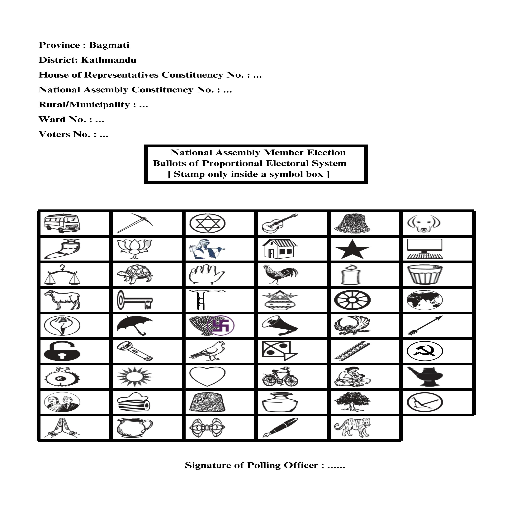 Province : Bagmati
District: Kathmandu
House of Representatives Constituency No. : ...
National Assembly Constituency No. : ...
Rural/Municipality : ...
Ward No. : ...
Voters No. : ...
National Assembly Member Election
Ballots of Proportional Electoral System
[ Stamp only inside a symbol box ]
Signature of Polling Officer : ......